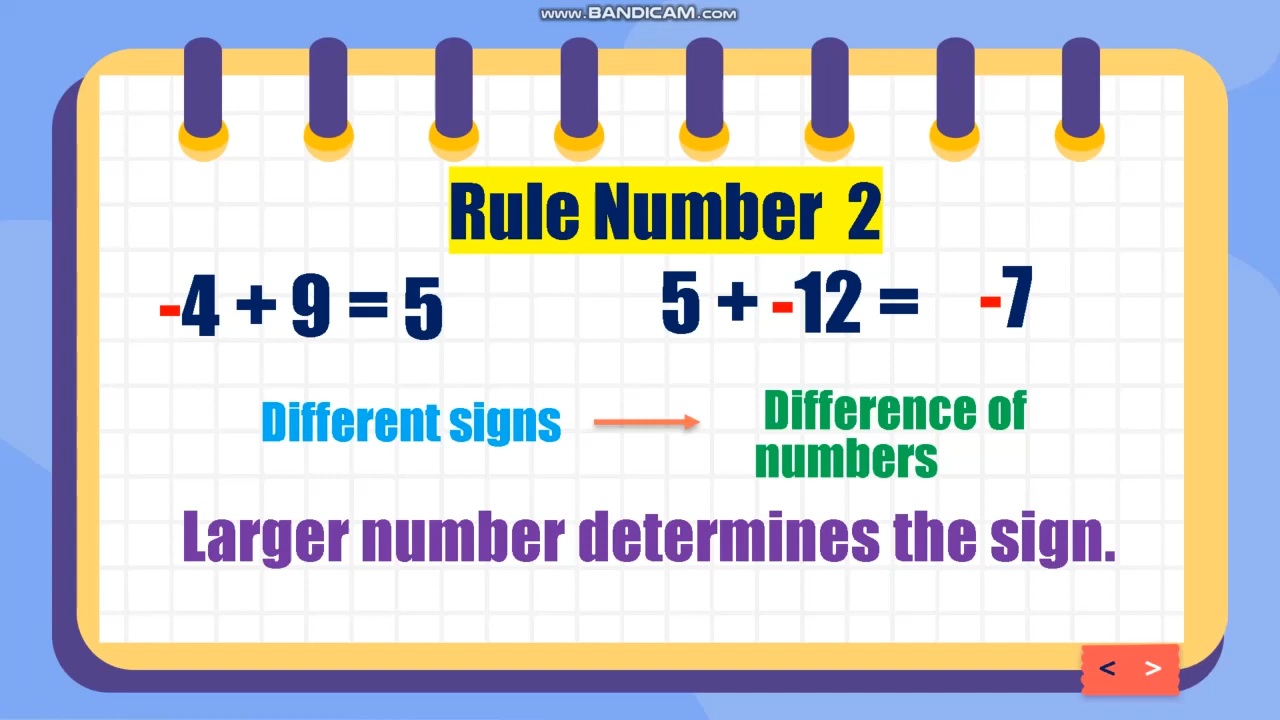 www.BANDICAM.com
Rule Number 2
-4 + 9 = 5 5 + -12 = -7
Different signs Difference of
numbers
Larger number determines the sign.
< >